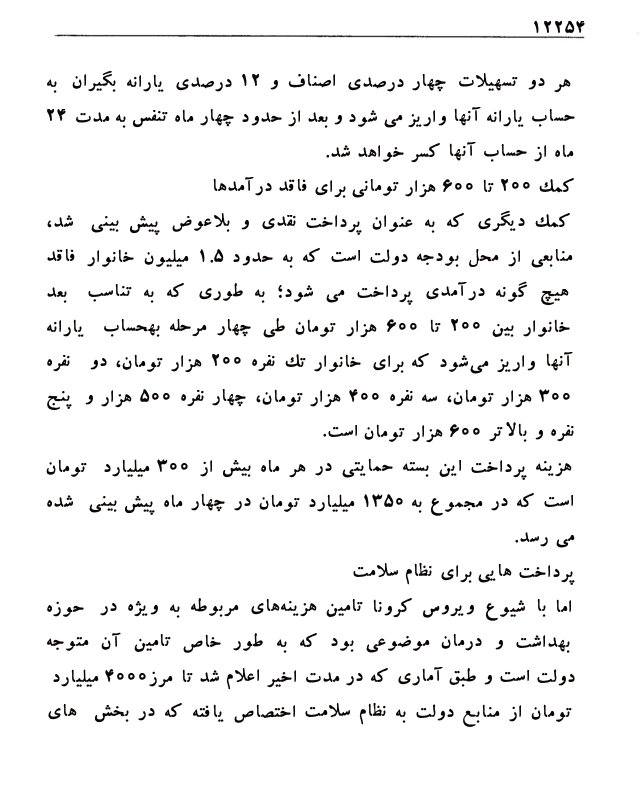 ۱۲۲۵۴
هر دو تسهیلات چهار درصدی اصناف و ۱۲ درصدی یارانه بگیران به
حساب یارانه آنها واریز می شود و بعد از حدود چهار ماه تنفس به مدت ۲۴
ماه از حساب آنها کسر خواهد شد.
کمك ۲۰۰ تا ۶۰۰ هزار تومانی برای فاقد درآمدها
کمك دیگری که به عنوان پرداخت نقدی و بلاعوض پیش بینی شد،
منابعی از محل بودجه دولت است که به حدود ۱.۵ میلیون خانوار فاقد
هیچ گونه درآمدی پرداخت می شود؛ به طوری که به تناسب بعد
خانوار بین ۲۰۰ تا ۶۰۰ هزار تومان طی چهار مرحله بهحساب یارانه
آنها واریز می‌شود که برای خانوار تك نفره ۲۰۰ هزار تومان، دو نفره
۳۰۰ هزار تومان، سه نفره ۴۰۰ هزار تومان، چهار نفره ۵۰۰ هزار و پنج
نفره و بالاتر ۶۰۰ هزار تومان است.
هزینه پرداخت این بسته حمایتی در هر ماه بیش از ۳۰۰ میلیارد تومان
است که در مجموع به ۱۳۵۰ میلیارد تومان در چهار ماه پیش بینی شده
می رسد.
پرداخت هایی برای نظام سلامت
اما با شیوع ویروس کرونا تامین هزینه‌های مربوطه به ویژه در حوزه
بهداشت و درمان موضوعی بود که به طور خاص تامین آن متوجه
دولت است و طبق آماری که در مدت اخیر اعلام شد تا مرز۴۰۰۰ میلیارد
تومان از منابع دولت به نظام سلامت اختصاص یافته که در بخش های